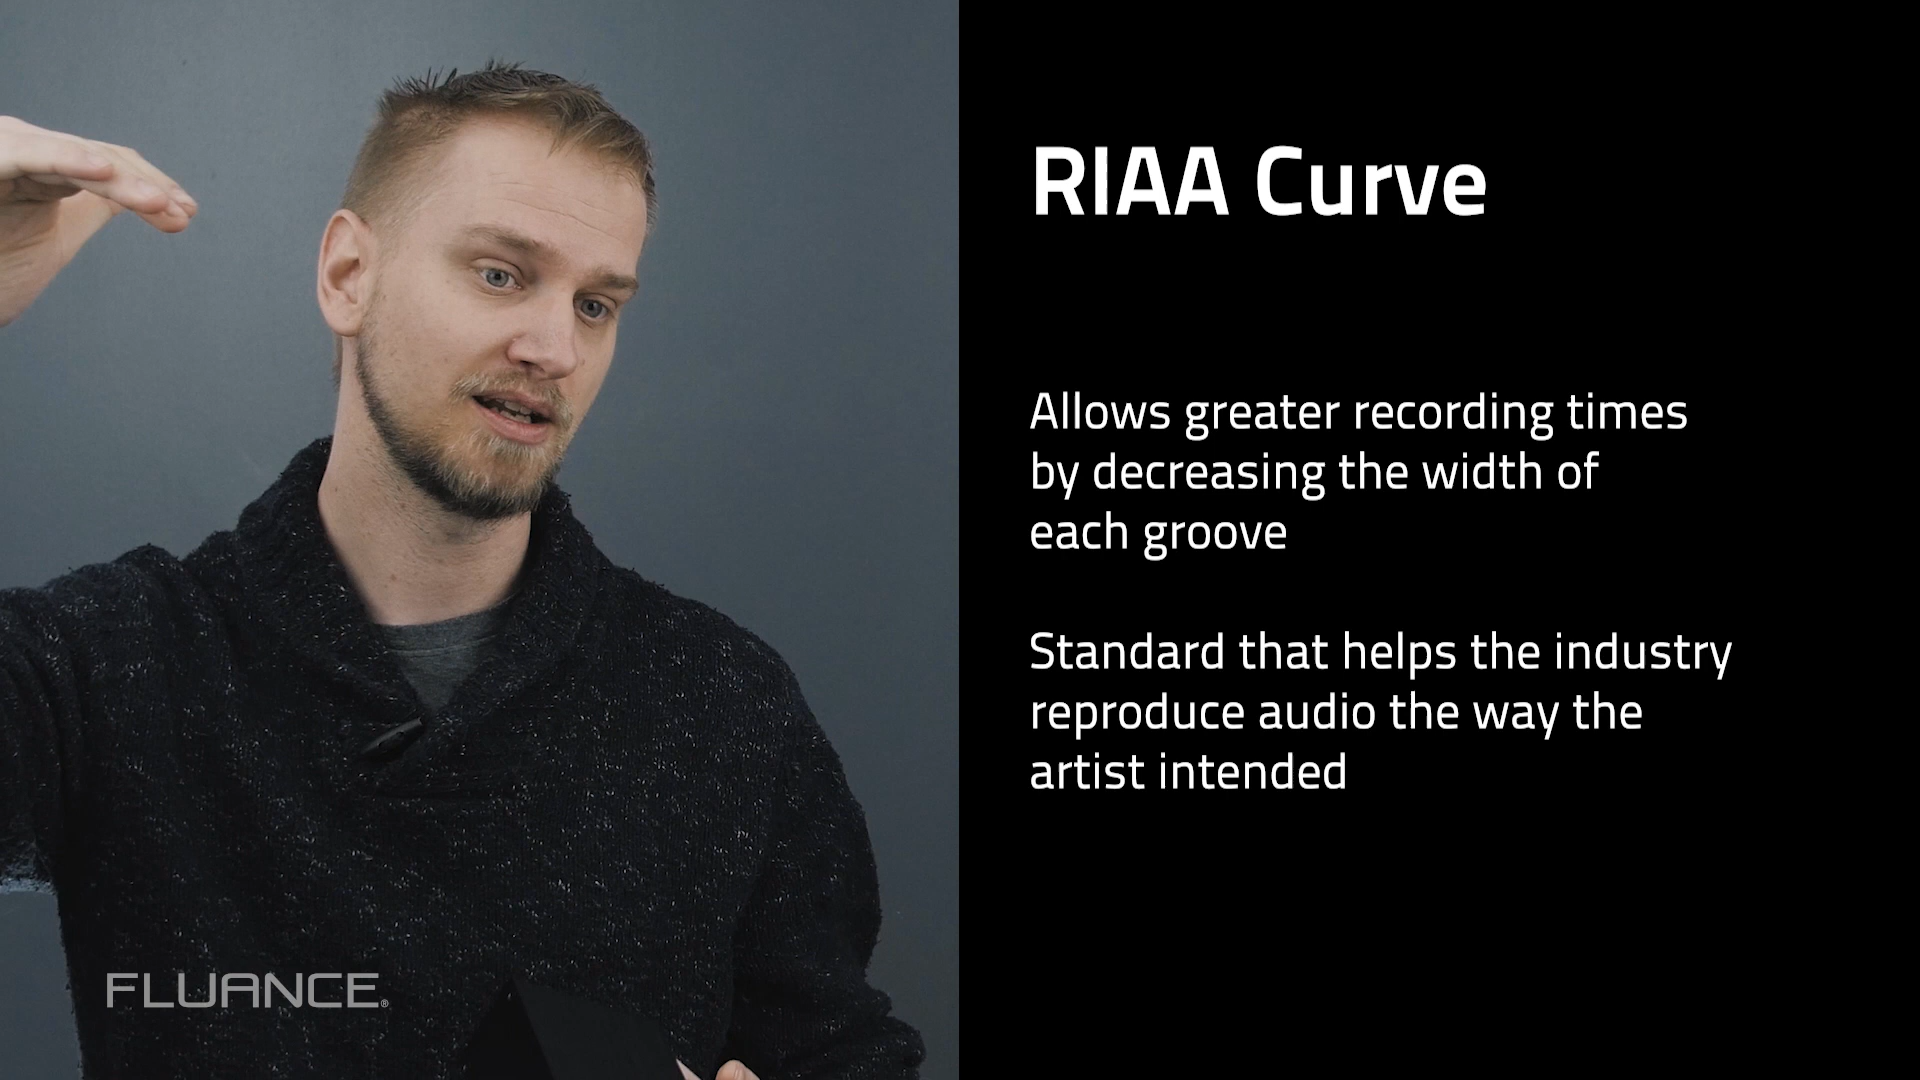 RIAA Curve
Allows greater recording times
by decreasing the width of
each groove
Standard that helps the industry
reproduce audio the way the
artist intended
FLUANCE®